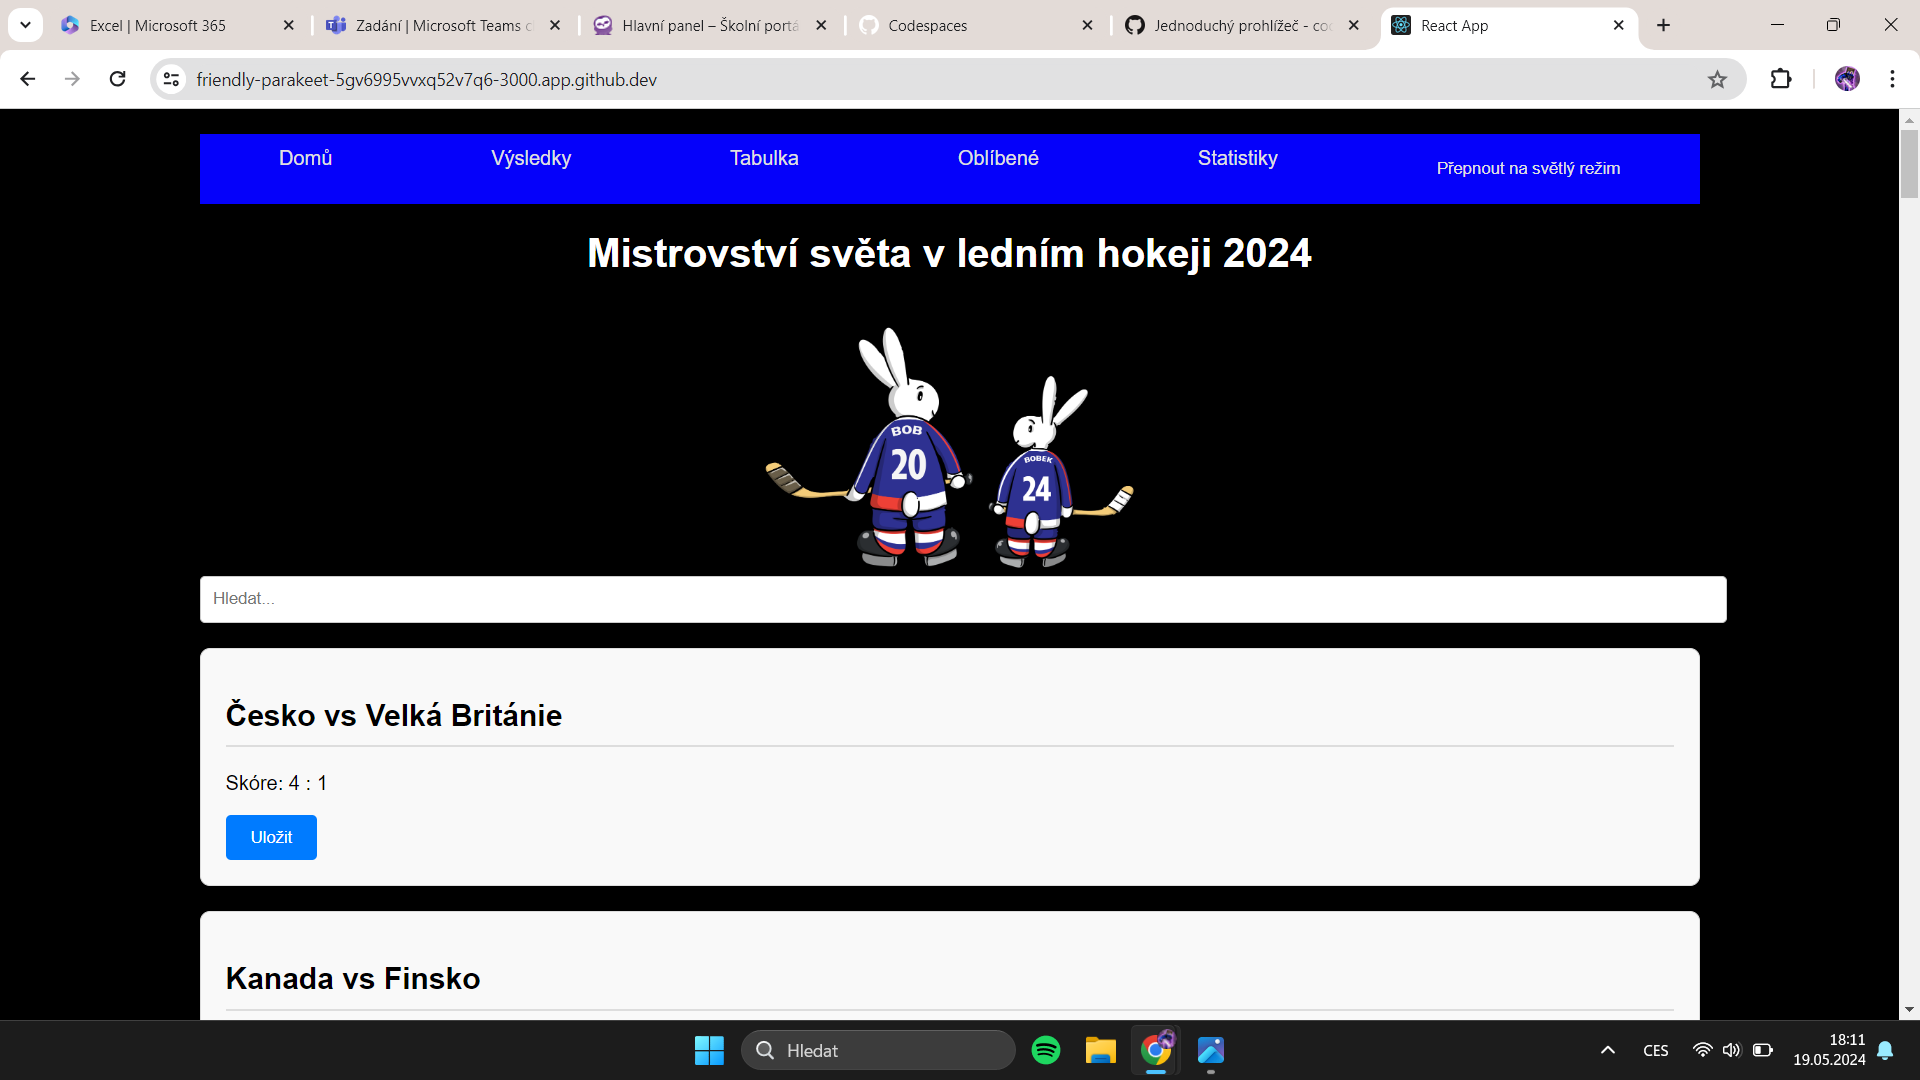 Excel | Microsoft 365
Zadání | Microsoft Teams c
Hlavní panel – Školní portá
Codespaces
Jednoduchý prohlížeč - co
React App
friendly-parakeet-5gv6995vvxq52v7q6-3000.app.github.dev
Domů
Výsledky
Tabulka
Oblíbené
Statistiky
Přepnout na světlý režim
Mistrovství světa v ledním hokeji 2024
BOB
20
BOBEK
24
Hledat...
Česko vs Velká Británie
Skóre: 4 : 1
Uložit
Kanada vs Finsko
Hledat
CES
18:11
19.05.2024